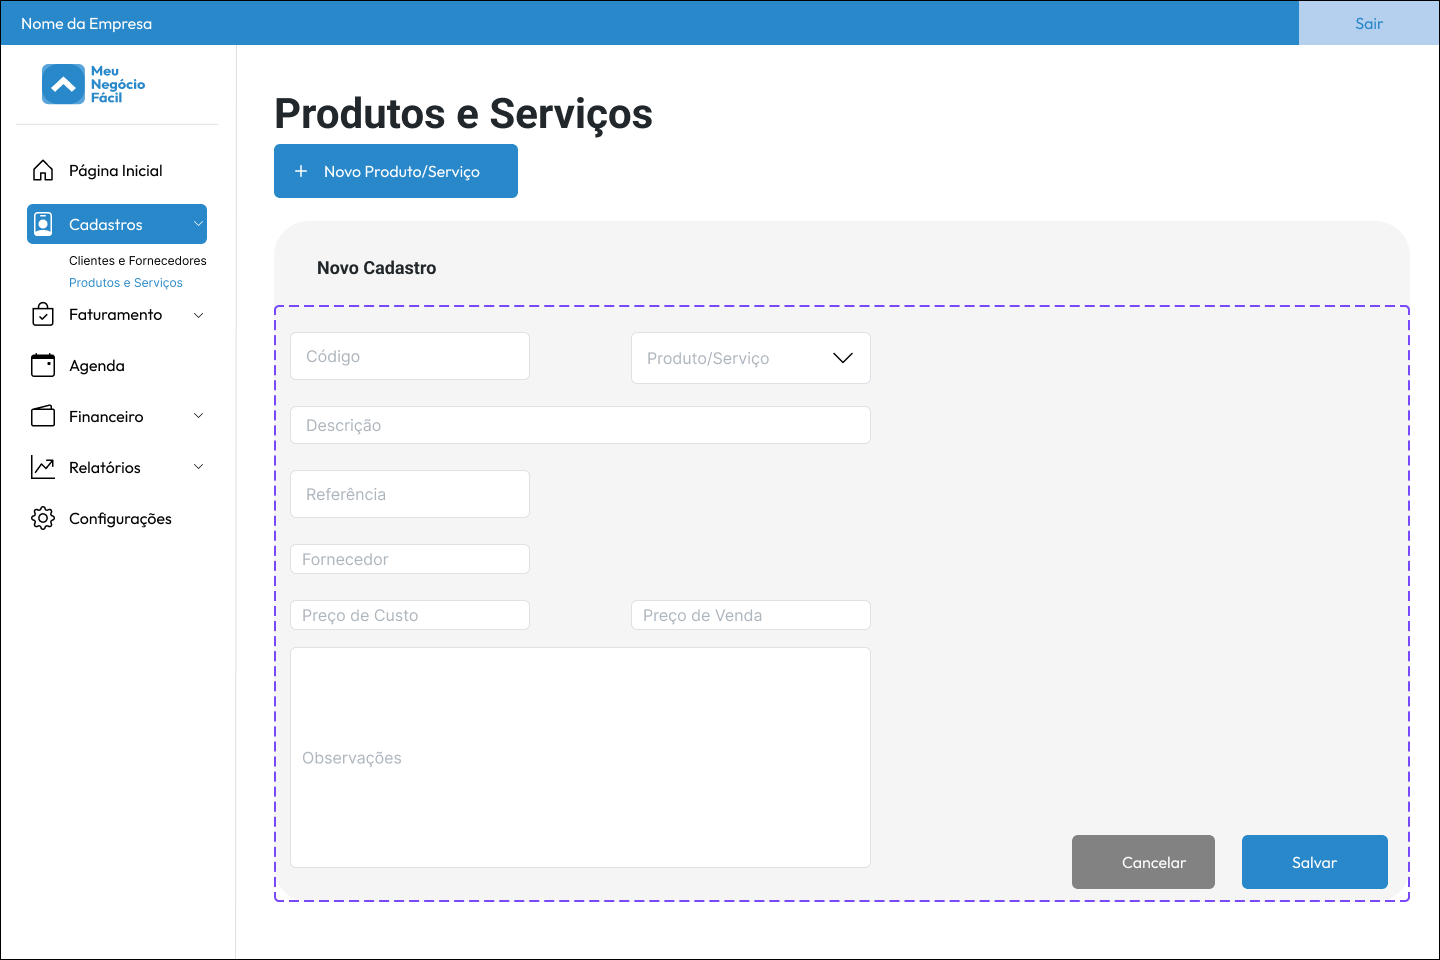 Nome da Empresa
Sair
Meu
Negócio
Fácil
Página Inicial
Cadastros
Clientes e Fornecedores
Produtos e Serviços
Faturamento
Agenda
Financeiro
Relatórios
Configurações
Produtos e Serviços
+ Novo Produto/Serviço
Novo Cadastro
Código
Produto/Serviço
Descrição
Referência
Fornecedor
Preço de Custo
Preço de Venda
Observações
Cancelar
Salvar